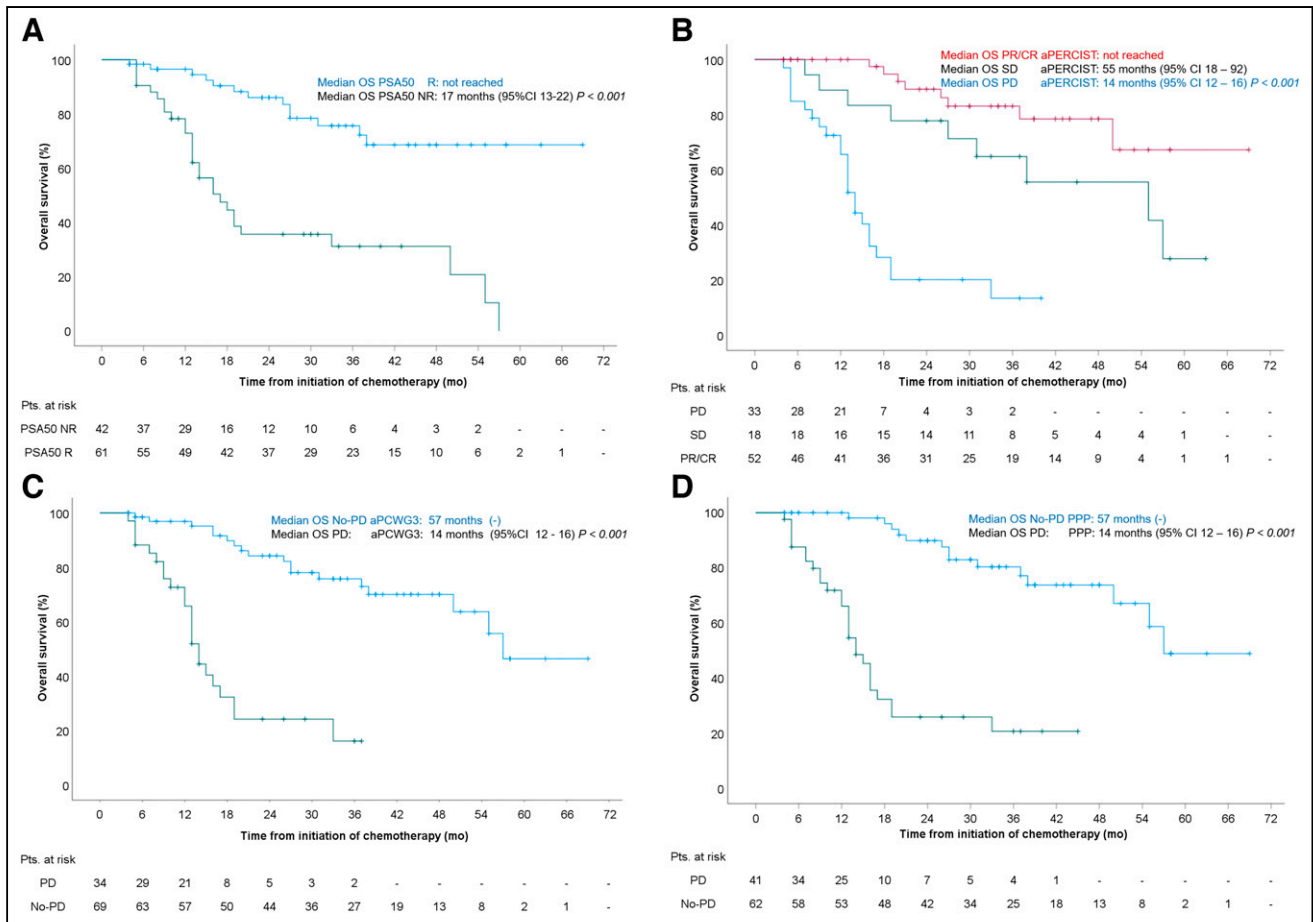 A
Median OS PSA50 R: not reached
Median OS PSA50 NR: 17 months (95%CI 13-22) P < 0.001
Overall survival (%)
100
80
60
40
20
0
0 6 12 18 24 30 36 42 48 54 60 66 72
Time from initiation of chemotherapy (mo)
Pts. at risk
PSA50 NR 42 37 29 16 12 10 6 4 3 2 - - -
PSA50 R 61 55 49 42 37 29 23 15 10 6 2 1 -
B
Median OS PR/CR aPERCIST: not reached
Median OS SD aPERCIST: 55 months (95% CI 18 – 92)
Median OS PD aPERCIST: 14 months (95% CI 12 – 16) P < 0.001
Overall survival (%)
100
80
60
40
20
0
0 6 12 18 24 30 36 42 48 54 60 66 72
Time from initiation of chemotherapy (mo)
Pts. at risk
PD 33 28 21 7 4 3 2 - - - - - -
SD 18 18 16 15 14 11 8 5 4 4 1 - -
PR/CR 52 46 41 36 31 25 19 14 9 4 1 1 -
C
Median OS No-PD aPCWG3: 57 months (-)
Median OS PD: aPCWG3: 14 months (95%CI 12 - 16) P < 0.001
Overall survival (%)
100
80
60
40
20
0
0 6 12 18 24 30 36 42 48 54 60 66 72
Time from initiation of chemotherapy (mo)
Pts. at risk
PD 34 29 21 8 5 3 2 - - - - - -
No-PD 69 63 57 50 44 36 27 19 13 8 2 1 -
D
Median OS No-PD PPP: 57 months (-)
Median OS PD: PPP: 14 months (95% CI 12 – 16) P < 0.001
Overall survival (%)
100
80
60
40
20
0
0 6 12 18 24 30 36 42 48 54 60 66 72
Time from initiation of chemotherapy (mo)
Pts. at risk
PD 41 34 25 10 7 5 4 1 - - - - -
No-PD 62 58 53 48 42 34 25 18 13 8 2 1 -